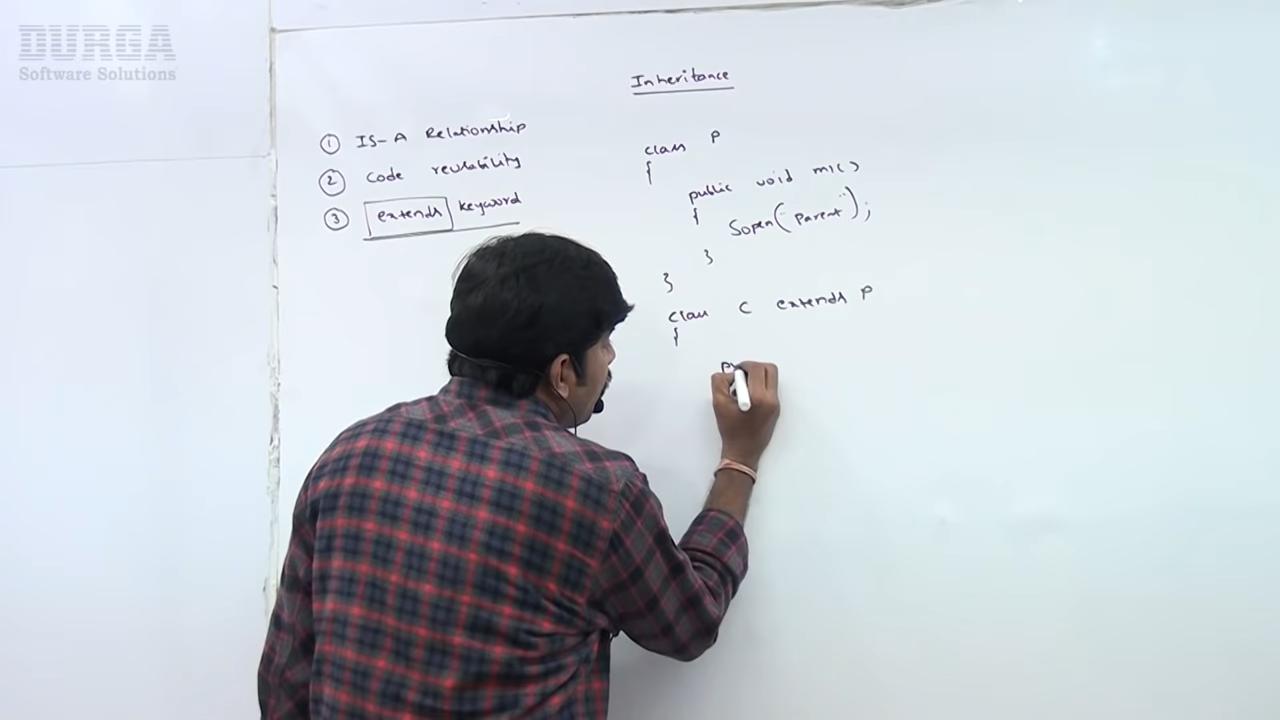 DURGA
Software Solutions
Inheritance
① IS-A Relationship
② Code reusability
③ extends keyword
class P
{
public void m1()
{
Sopln("parent");
}
}
class C extends P
{